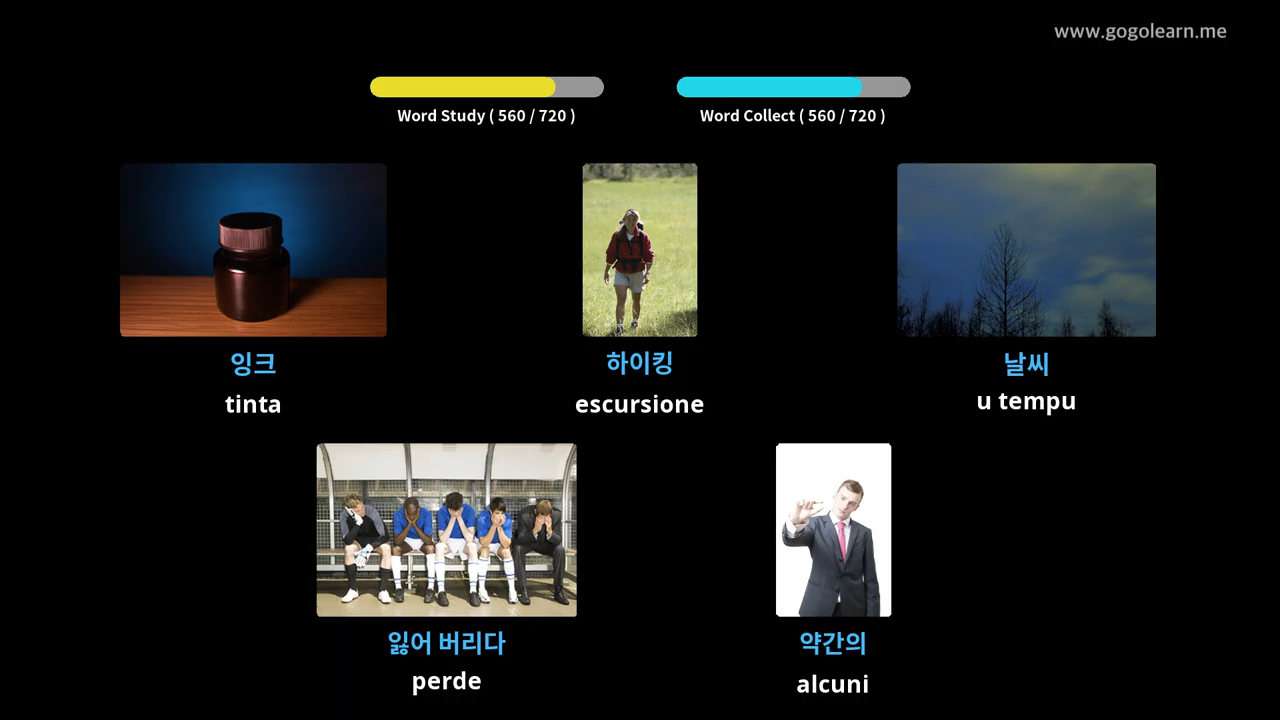 www.gogolearn.me
Word Study ( 560 / 720 )
Word Collect ( 560 / 720 )
잉크
tinta
하이킹
escursione
날씨
u tempu
잃어 버리다
perde
약간의
alcuni